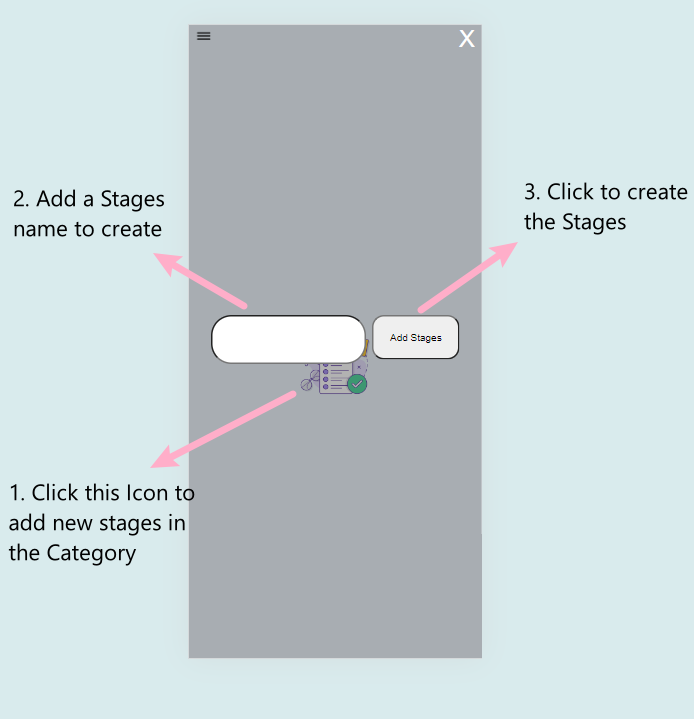 X
2. Add a Stages
name to create
3. Click to create
the Stages
Add Stages
1. Click this Icon to
add new stages in
the Category